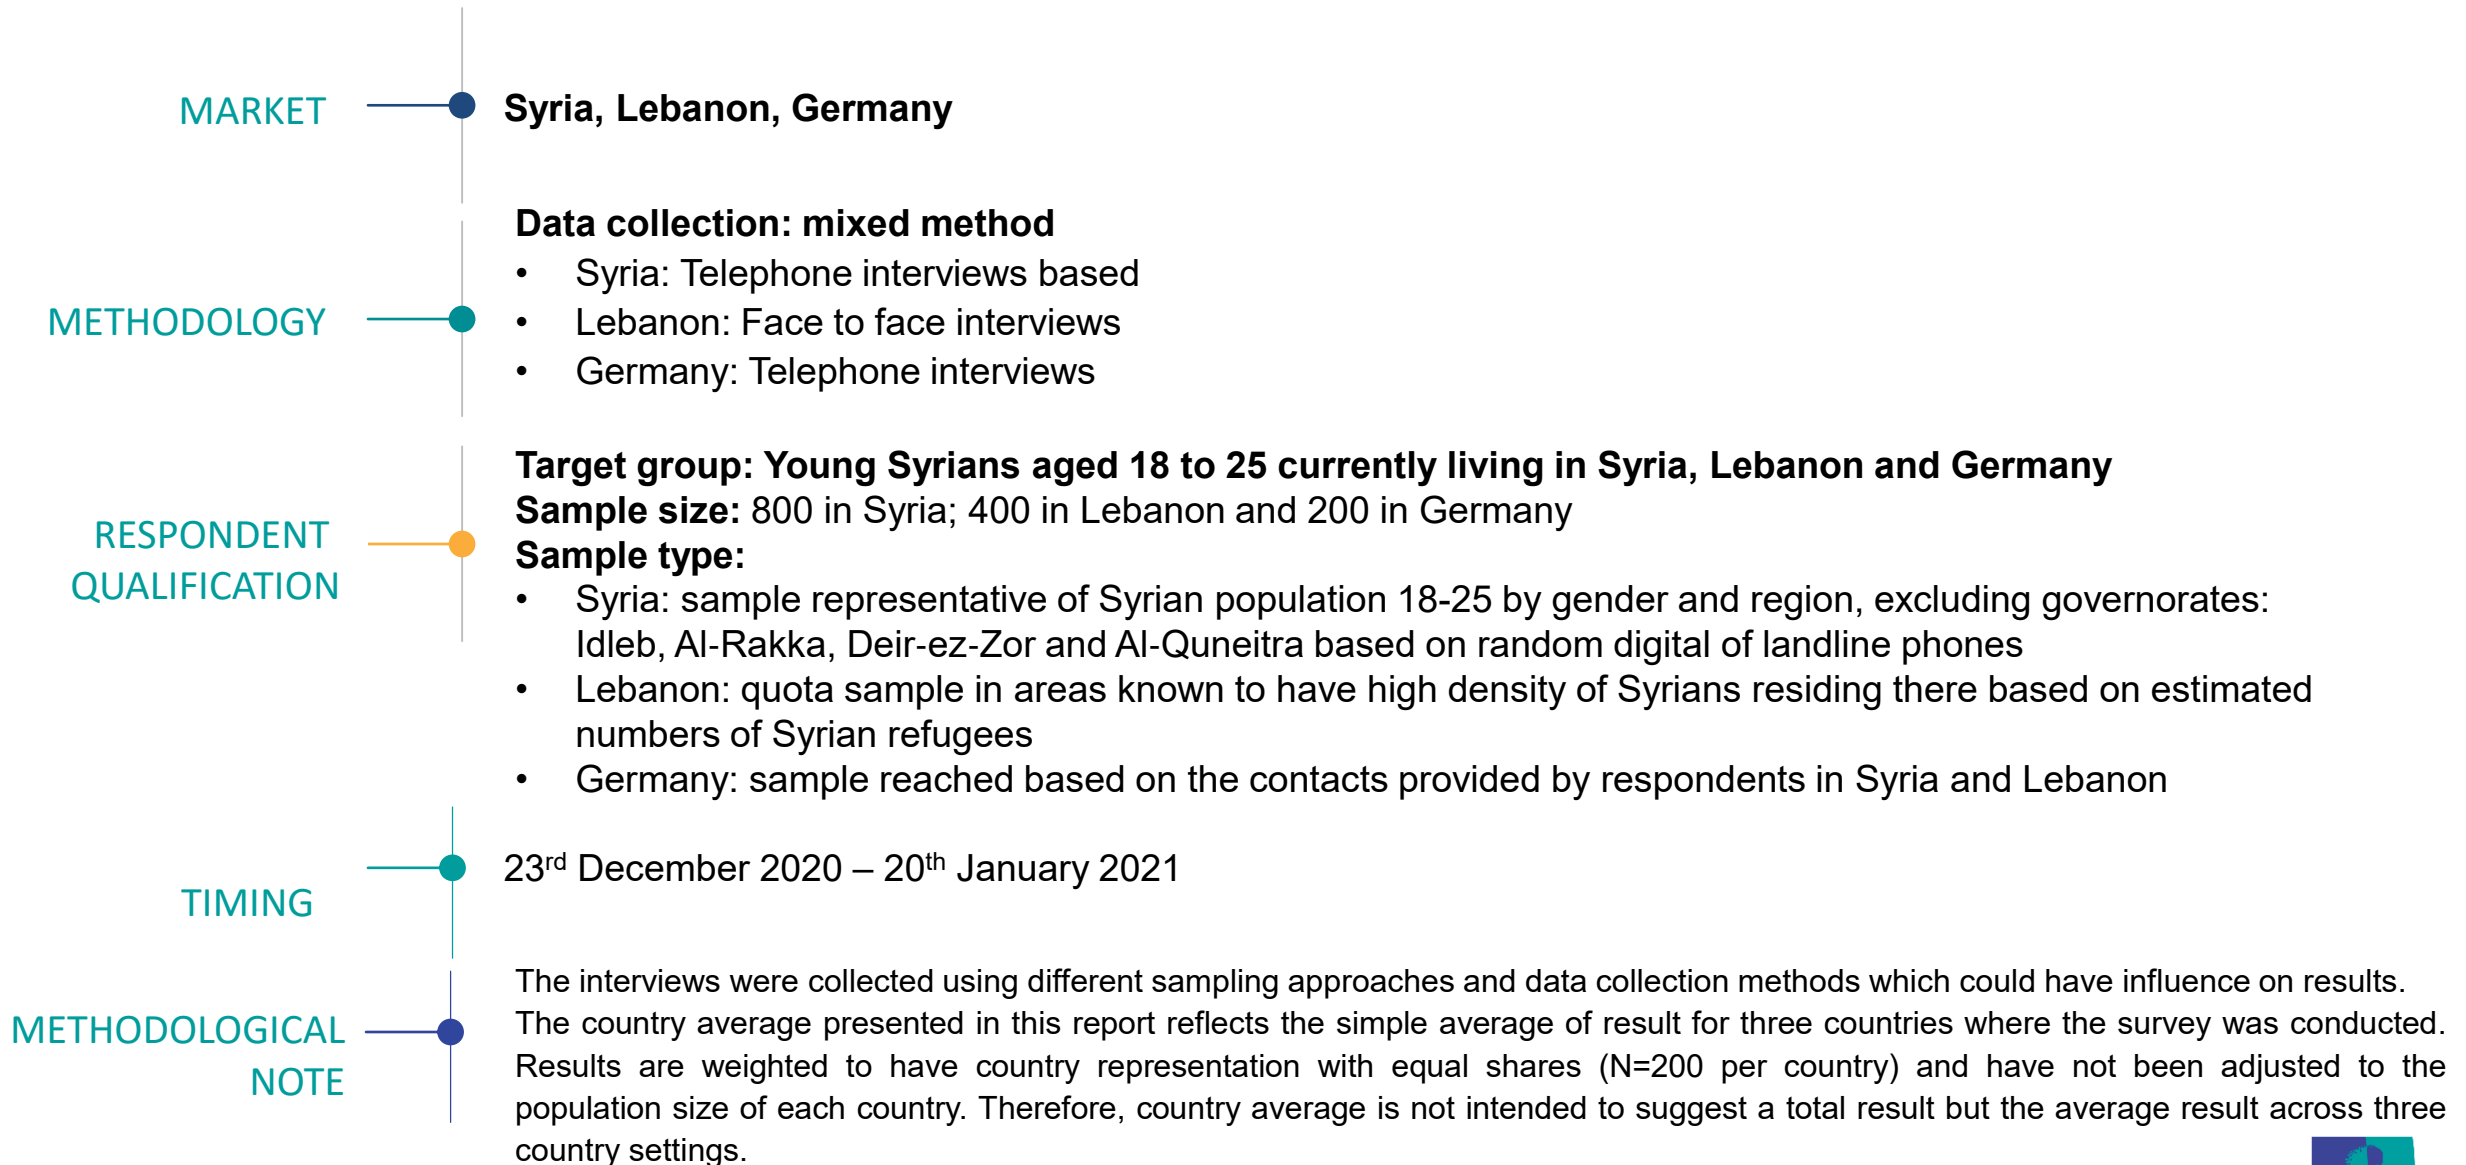 MARKET
Syria, Lebanon, Germany
METHODOLOGY
Data collection: mixed method
• Syria: Telephone interviews based
• Lebanon: Face to face interviews
• Germany: Telephone interviews
RESPONDENT
QUALIFICATION
Target group: Young Syrians aged 18 to 25 currently living in Syria, Lebanon and Germany
Sample size: 800 in Syria; 400 in Lebanon and 200 in Germany
Sample type:
• Syria: sample representative of Syrian population 18-25 by gender and region, excluding governorates:
Idleb, Al-Rakka, Deir-ez-Zor and Al-Quneitra based on random digital of landline phones
• Lebanon: quota sample in areas known to have high density of Syrians residing there based on estimated
numbers of Syrian refugees
• Germany: sample reached based on the contacts provided by respondents in Syria and Lebanon
TIMING
23rd December 2020 – 20th January 2021
METHODOLOGICAL
NOTE
The interviews were collected using different sampling approaches and data collection methods which could have influence on results.
The country average presented in this report reflects the simple average of result for three countries where the survey was conducted.
Results are weighted to have country representation with equal shares (N=200 per country) and have not been adjusted to the
population size of each country. Therefore, country average is not intended to suggest a total result but the average result across three
country settings.